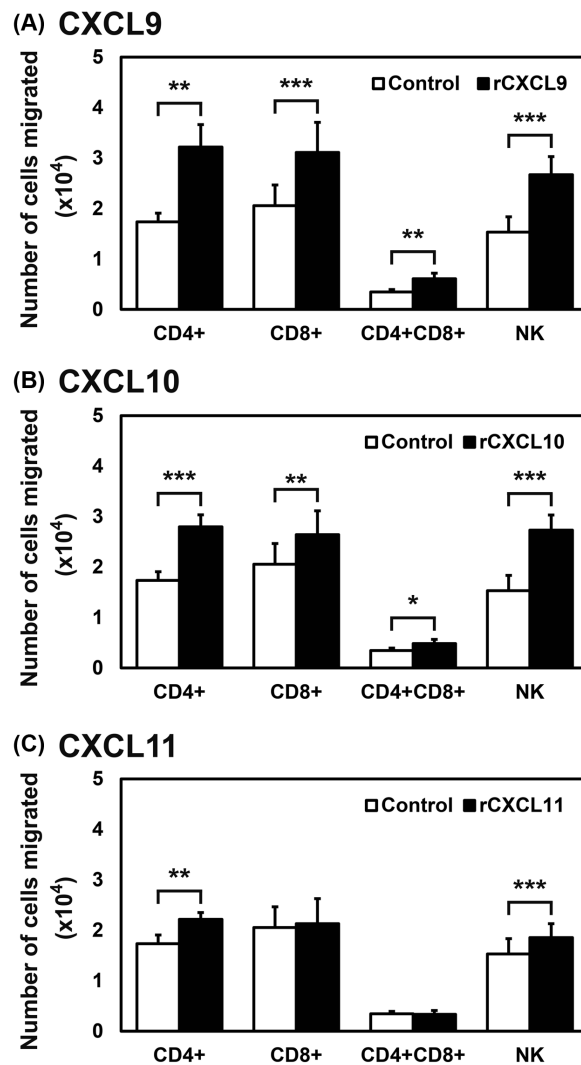 (A) CXCL9
Number of cells migrated
(x10⁴)
5
4
3
2
1
0
Control rCXCL9
** *** ** ***
CD4+ CD8+ CD4+CD8+ NK
(B) CXCL10
Number of cells migrated
(x10⁴)
5
4
3
2
1
0
Control rCXCL10
*** ** * ***
CD4+ CD8+ CD4+CD8+ NK
(C) CXCL11
Number of cells migrated
(x10⁴)
5
4
3
2
1
0
Control rCXCL11
** ***
CD4+ CD8+ CD4+CD8+ NK